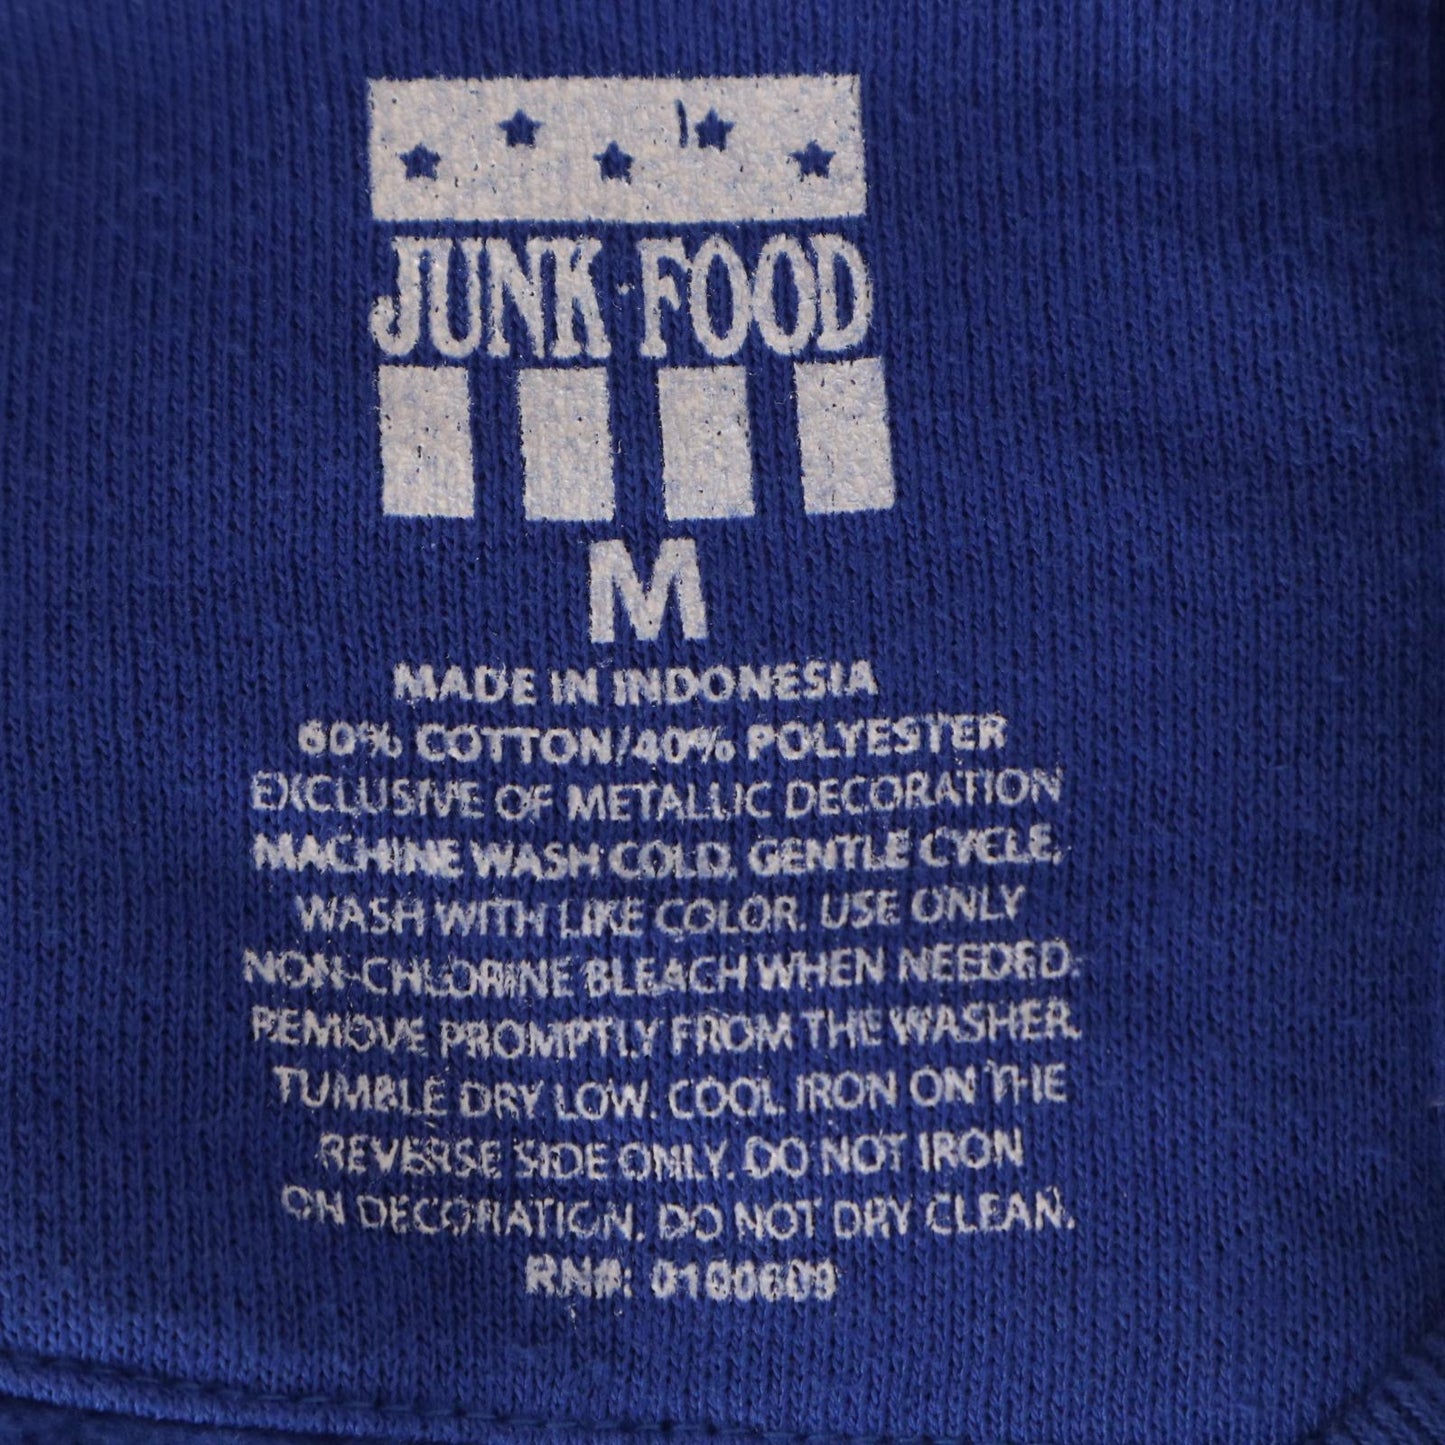 JUNK·FOOD
M
MADE IN INDONESIA
60% COTTON/40% POLYESTER
EXCLUSIVE OF METALLIC DECORATION
MACHINE WASH COLD. GENTLE CYCLE,
WASH WITH LIKE COLOR. USE ONLY
NON-CHLORINE BLEACH WHEN NEEDED.
REMOVE PROMPTLY FROM THE WASHER.
TUMBLE DRY LOW. COOL IRON ON THE
REVERSE SIDE ONLY. DO NOT IRON
ON DECORATION. DO NOT DRY CLEAN.
RN#: 0100609